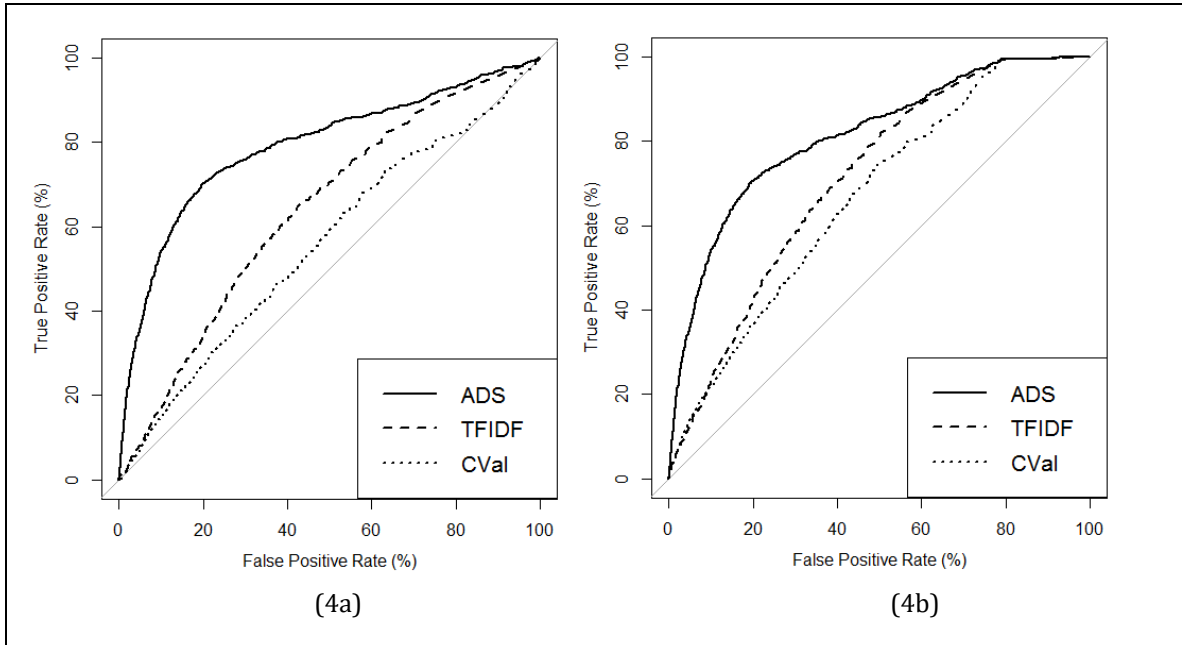 True Positive Rate (%)
100
80
60
40
20
0
ADS
TFIDF
CVal
0 20 40 60 80 100
False Positive Rate (%)
(4a)
True Positive Rate (%)
100
80
60
40
20
0
ADS
TFIDF
CVal
0 20 40 60 80 100
False Positive Rate (%)
(4b)